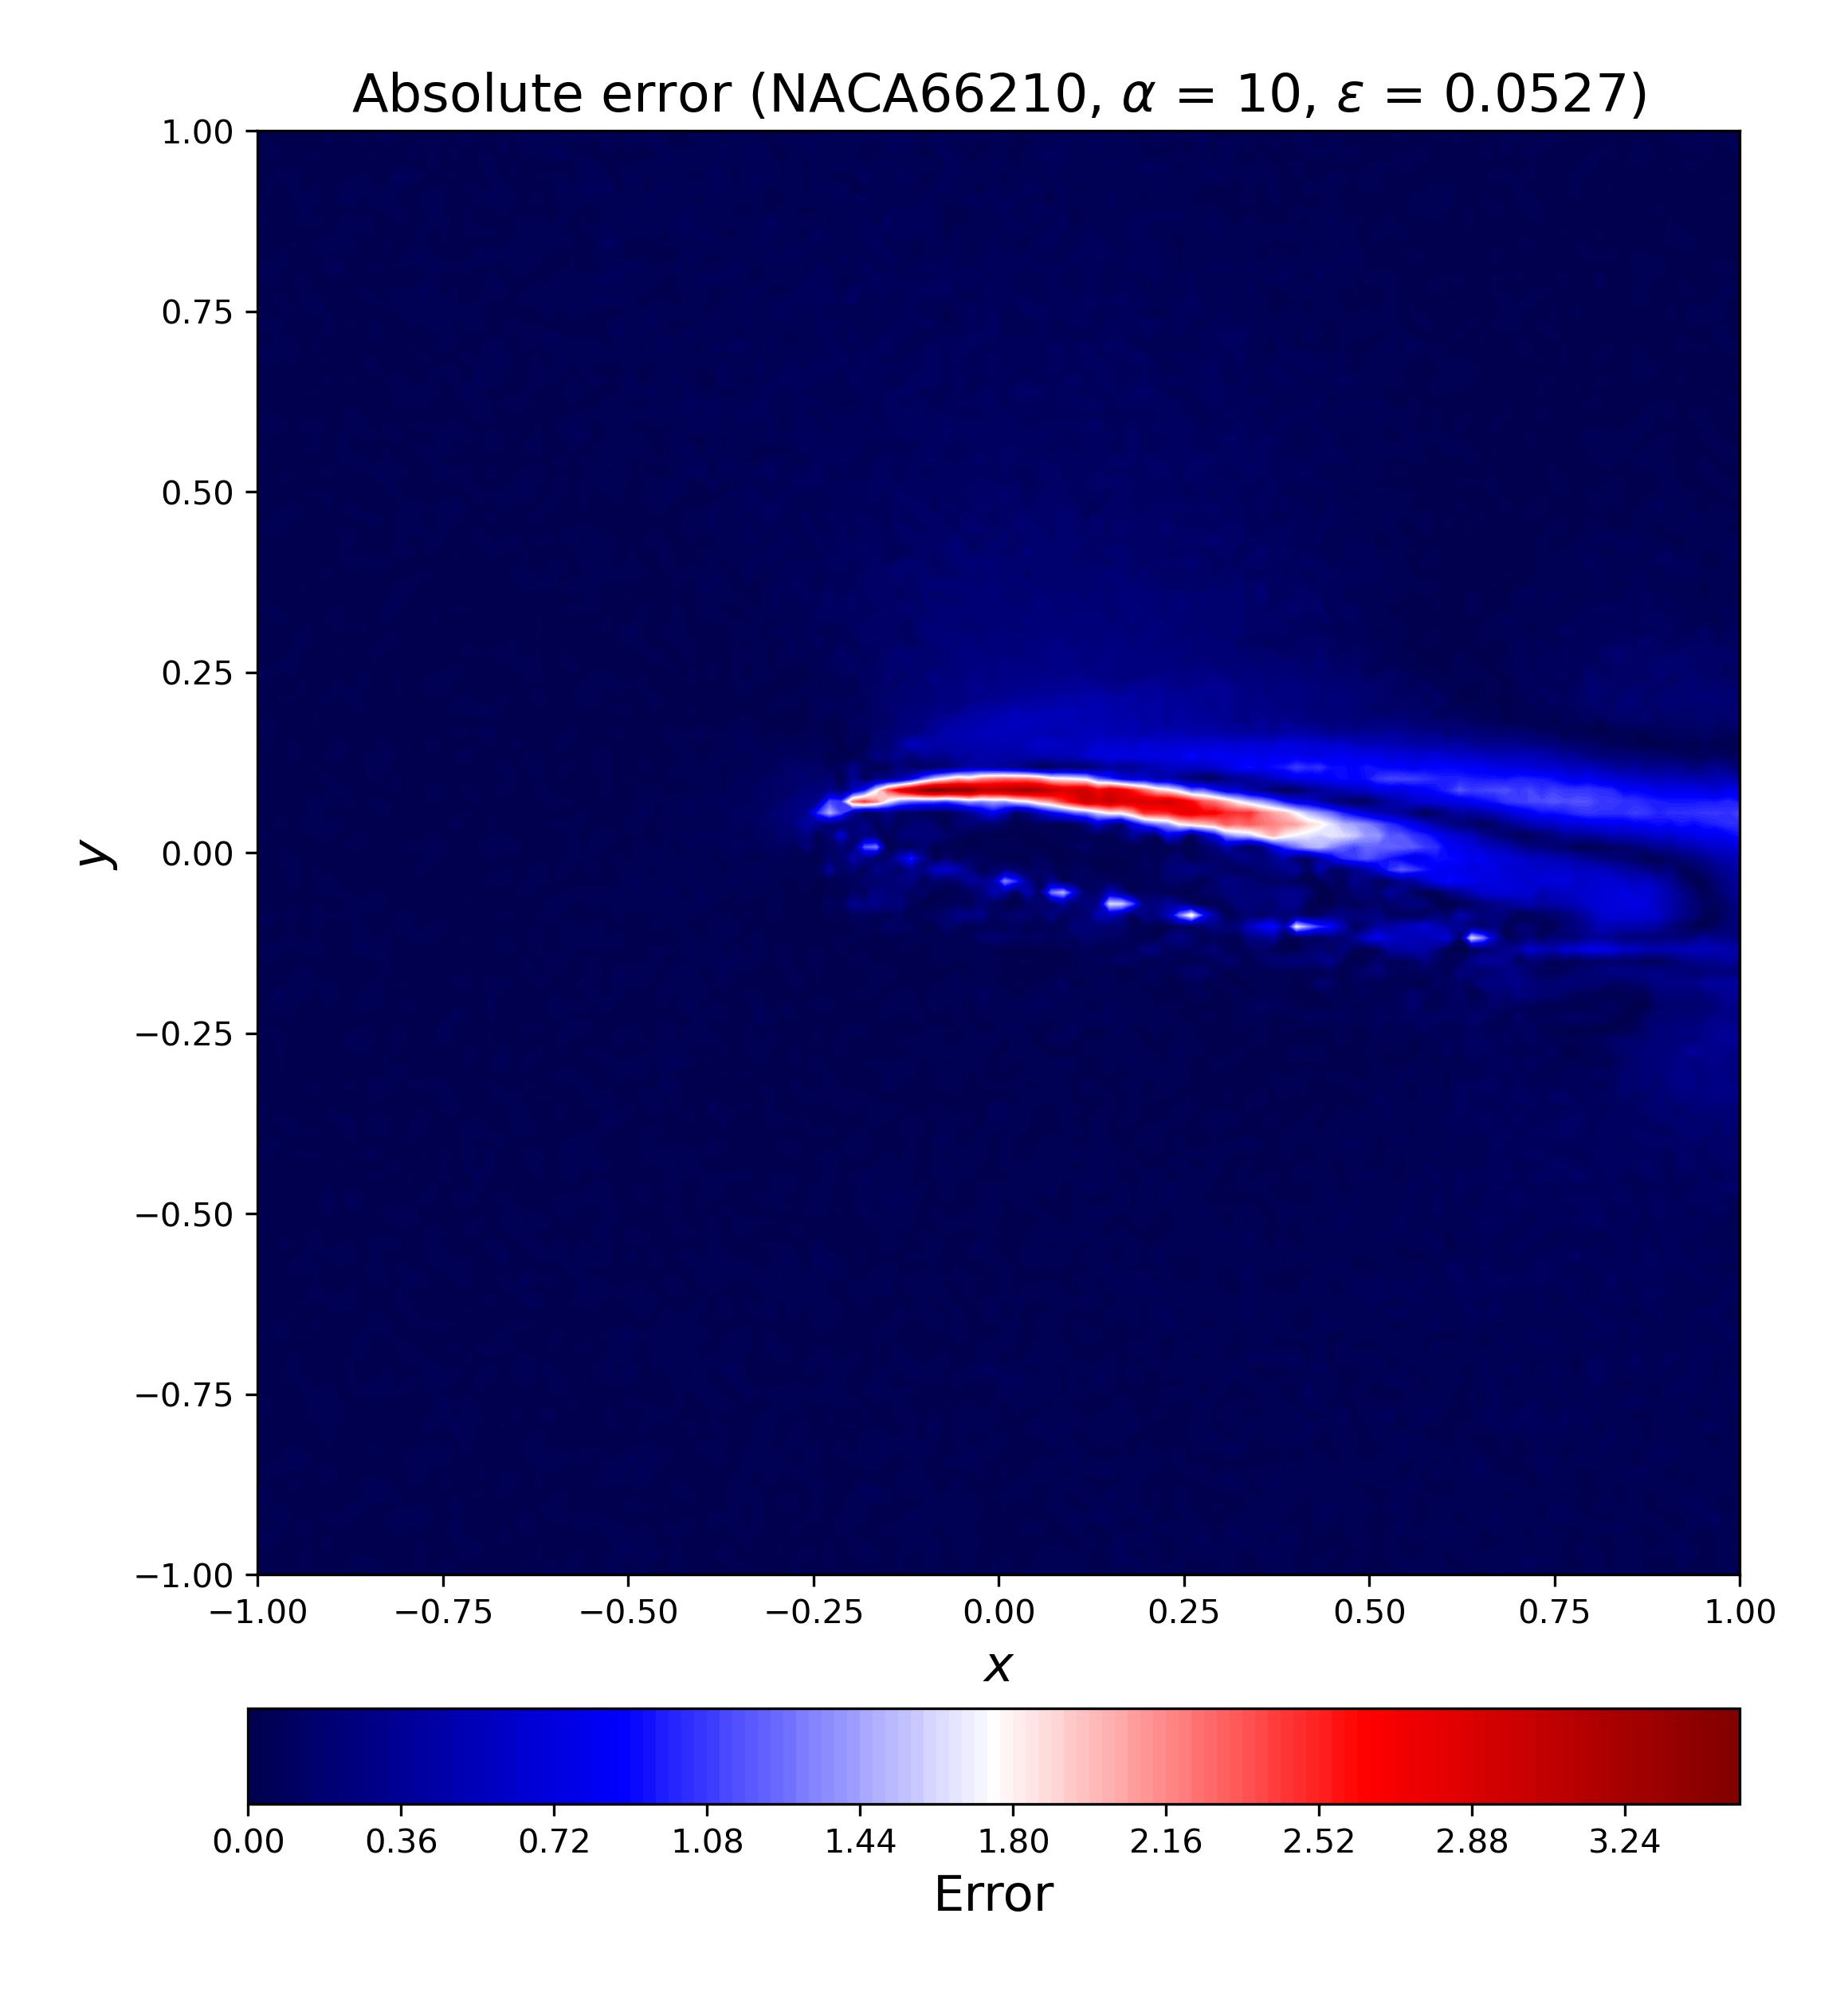 Absolute error (NACA66210, α = 10, ε = 0.0527)
1.00
0.75
0.50
0.25
0.00
−0.25
−0.50
−0.75
−1.00
y
−1.00 −0.75 −0.50 −0.25 0.00 0.25 0.50 0.75 1.00
x
0.00 0.36 0.72 1.08 1.44 1.80 2.16 2.52 2.88 3.24
Error